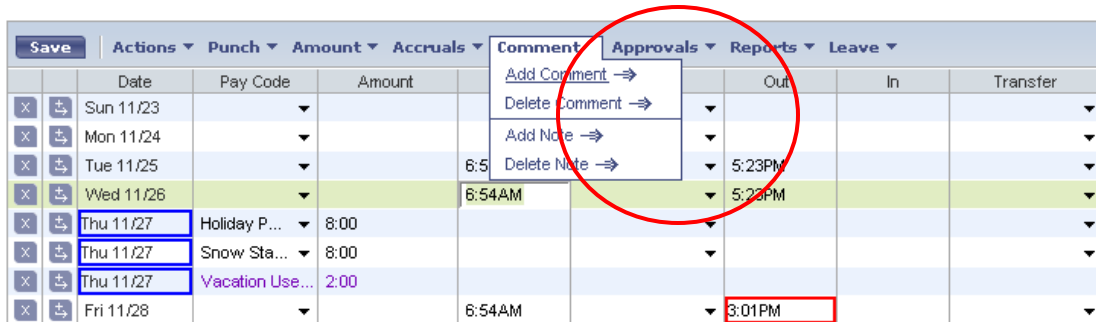 Save Actions Punch Amount Accruals Comment Approvals Reports Leave
Date Pay Code Amount Out In Transfer
Add Comment
Delete Comment
Add Note
Delete Note
X Sun 11/23
X Mon 11/24
X Tue 11/25 5:23PM
X Wed 11/26 6:54AM 5:23PM
X Thu 11/27 Holiday P... 8:00
X Thu 11/27 Snow Sta... 8:00
X Thu 11/27 Vacation Use... 2:00
X Fri 11/28 6:54AM 3:01PM